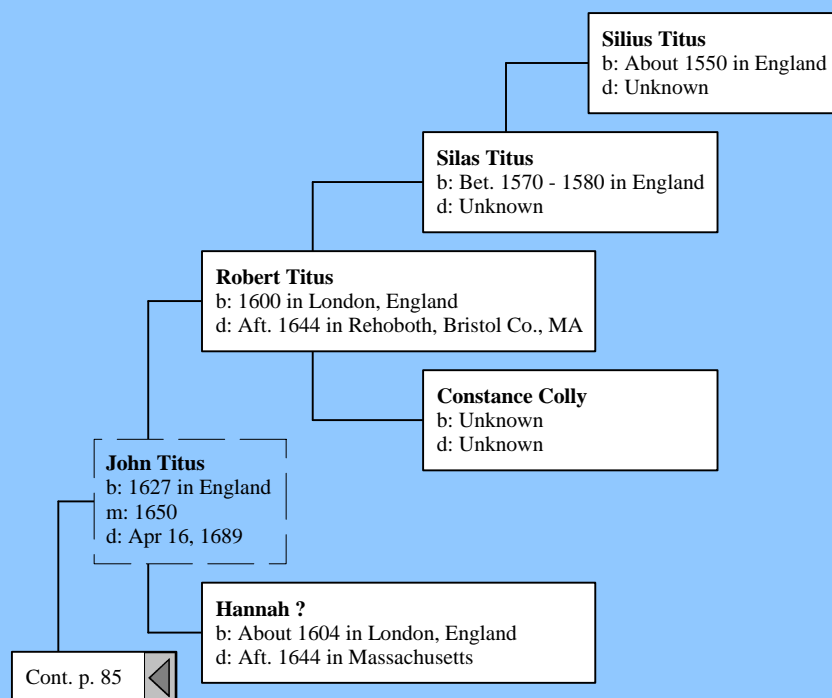 Silius Titus
b: About 1550 in England
d: Unknown
Silas Titus
b: Bet. 1570 - 1580 in England
d: Unknown
Robert Titus
b: 1600 in London, England
d: Aft. 1644 in Rehoboth, Bristol Co., MA
Constance Colly
b: Unknown
d: Unknown
John Titus
b: 1627 in England
m: 1650
d: Apr 16, 1689
Hannah ?
b: About 1604 in London, England
d: Aft. 1644 in Massachusetts
Cont. p. 85